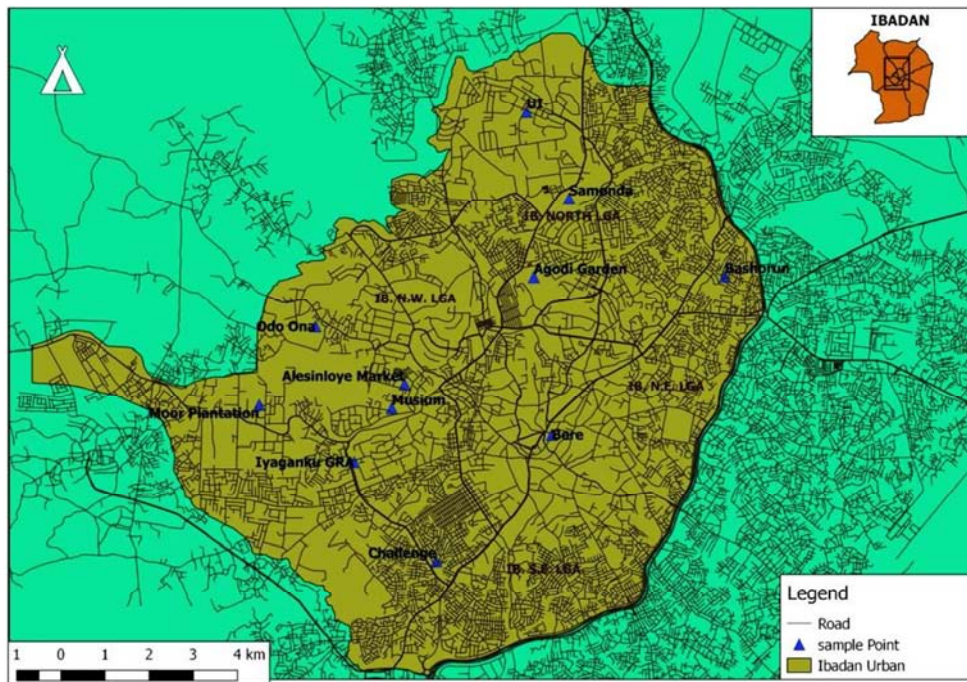 IBADAN
UI
Samonda
IB. NORTH LGA
Agodi Garden
Bashorun
IB. N.W. LGA
Odo Ona
Alesinloye Market
IB. N.E. LGA
Musium
Moor Plantation
Bere
Iyaganku GRA
Challenge
IB. S.E. LGA
Legend
Road
sample Point
Ibadan Urban
1 0 1 2 3 4 km